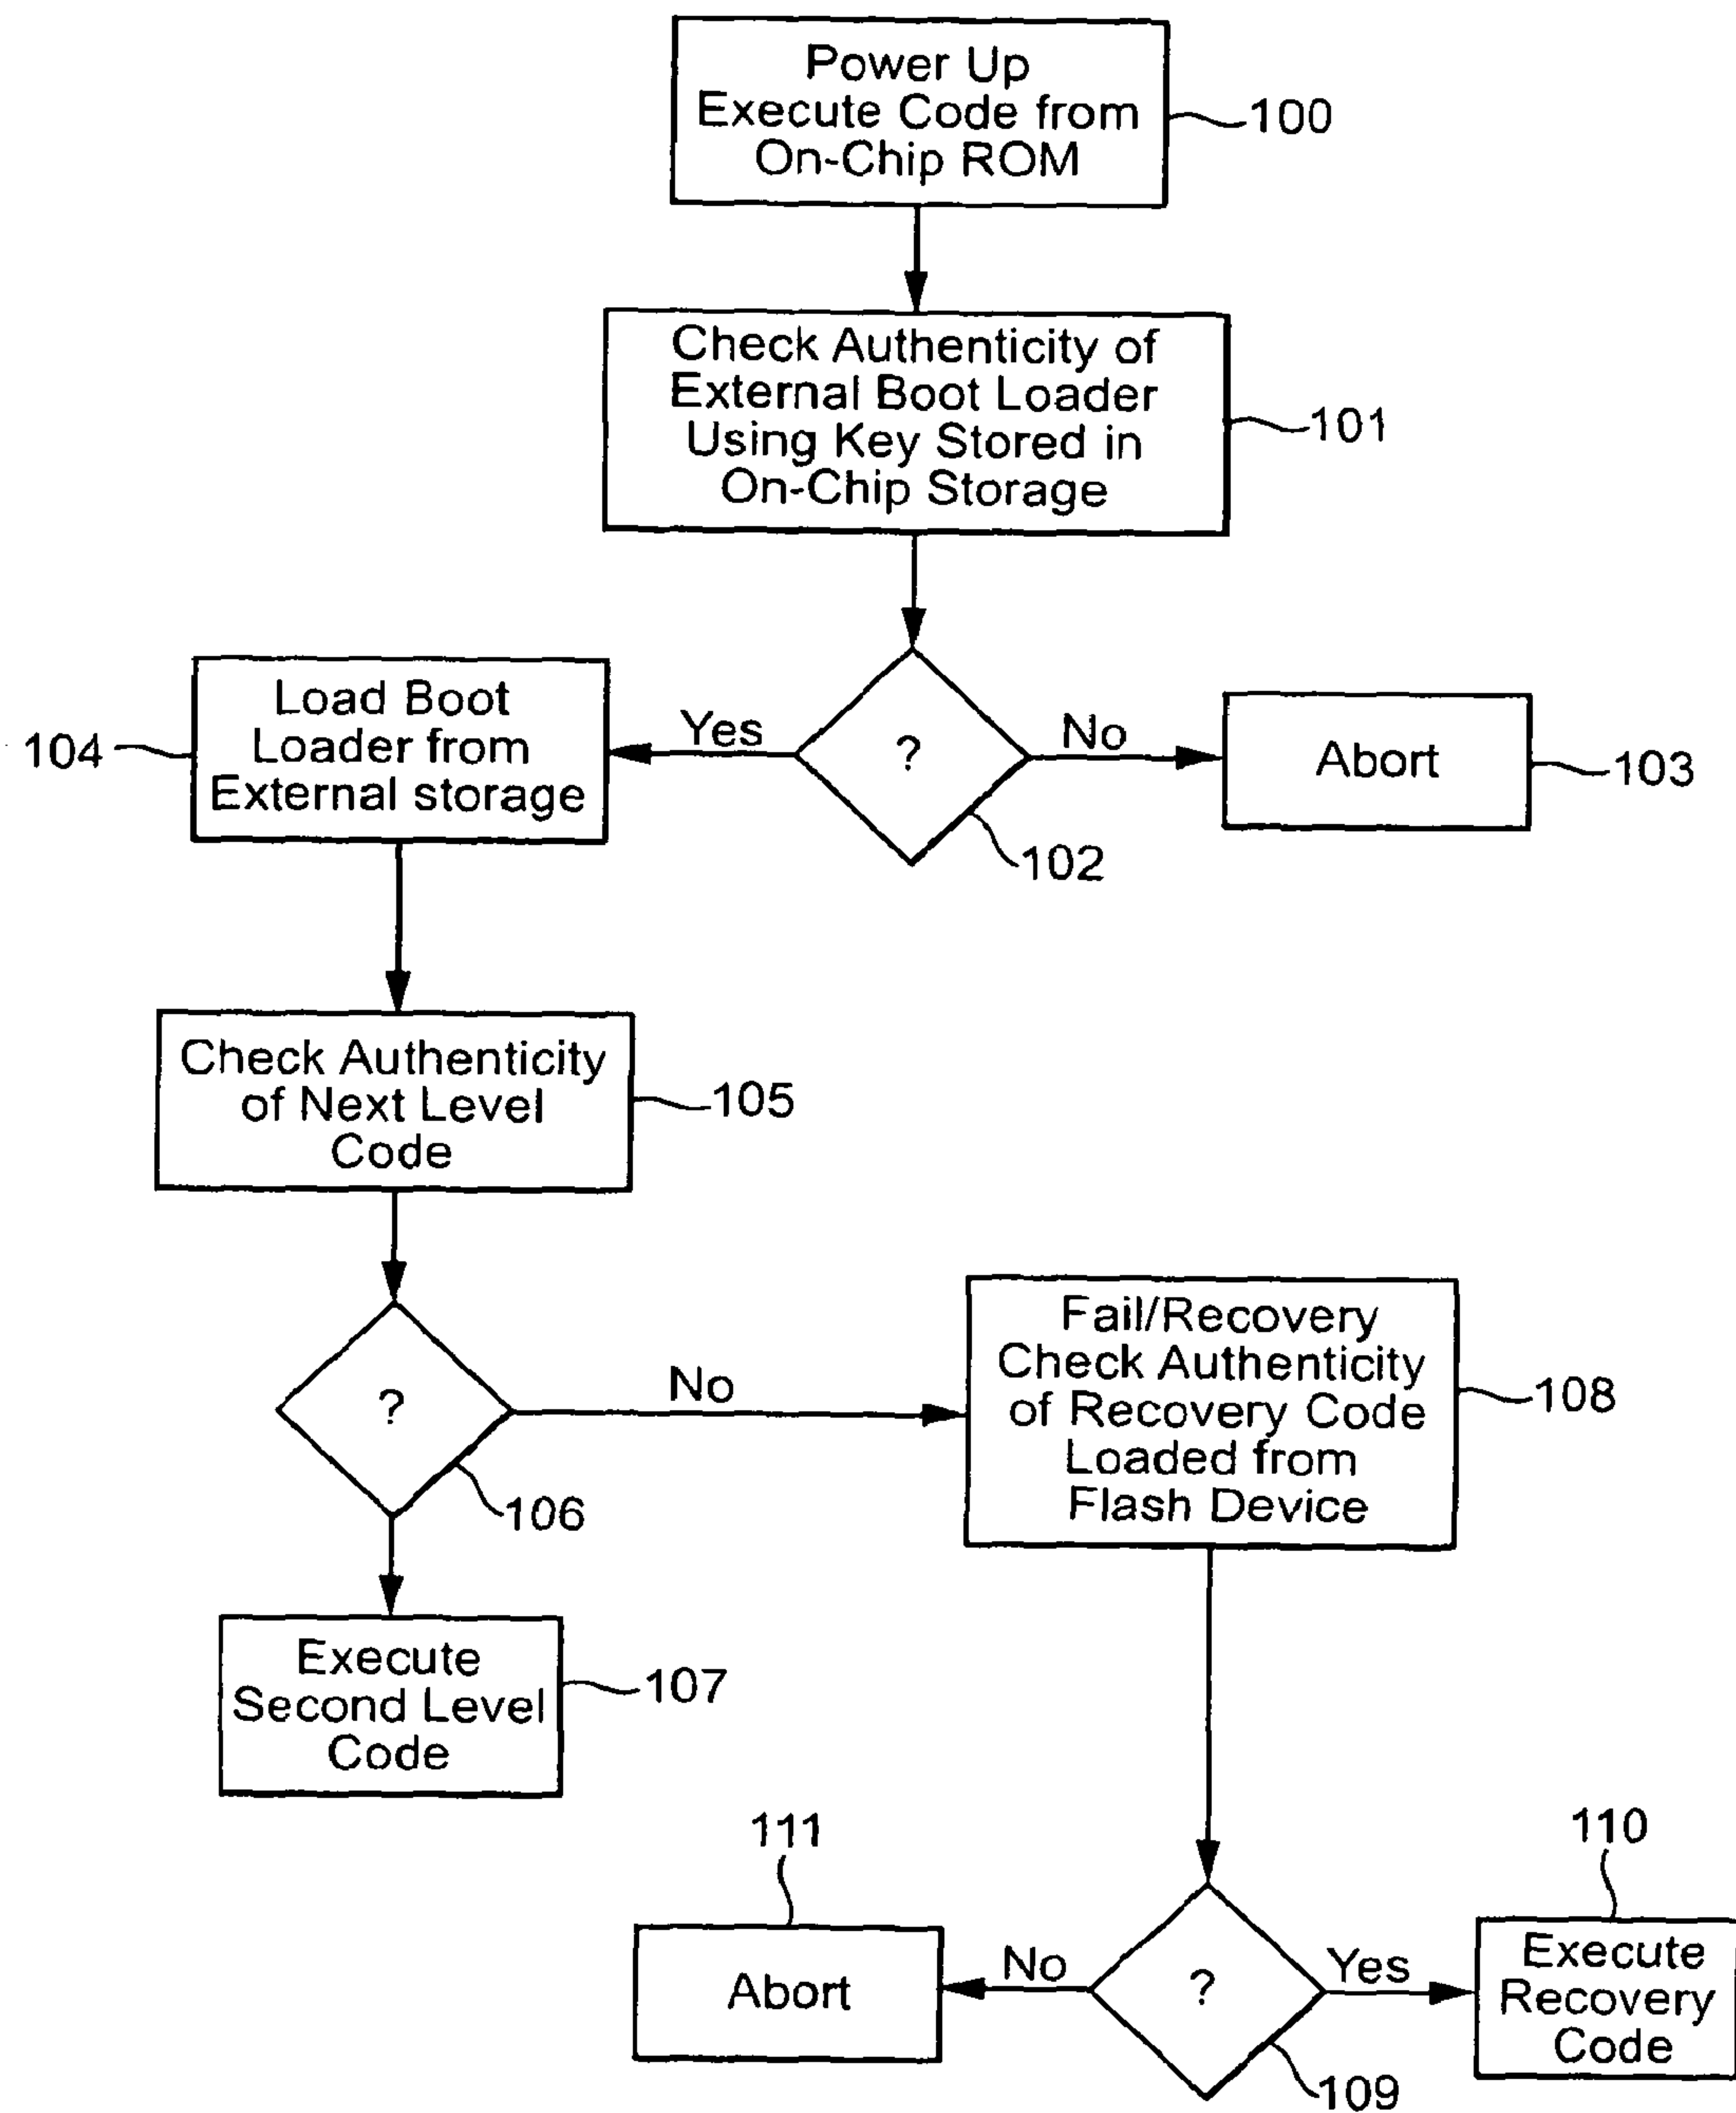 Power Up
Execute Code from
On-Chip ROM
100
Check Authenticity of
External Boot Loader
Using Key Stored in
On-Chip Storage
101
Load Boot
Loader from
External storage
104
Yes
?
No
102
Abort
103
Check Authenticity
of Next Level
Code
105
?
No
106
Fail/Recovery
Check Authenticity
of Recovery Code
Loaded from
Flash Device
108
Execute
Second Level
Code
107
111
Abort
No
?
Yes
109
110
Execute
Recovery
Code